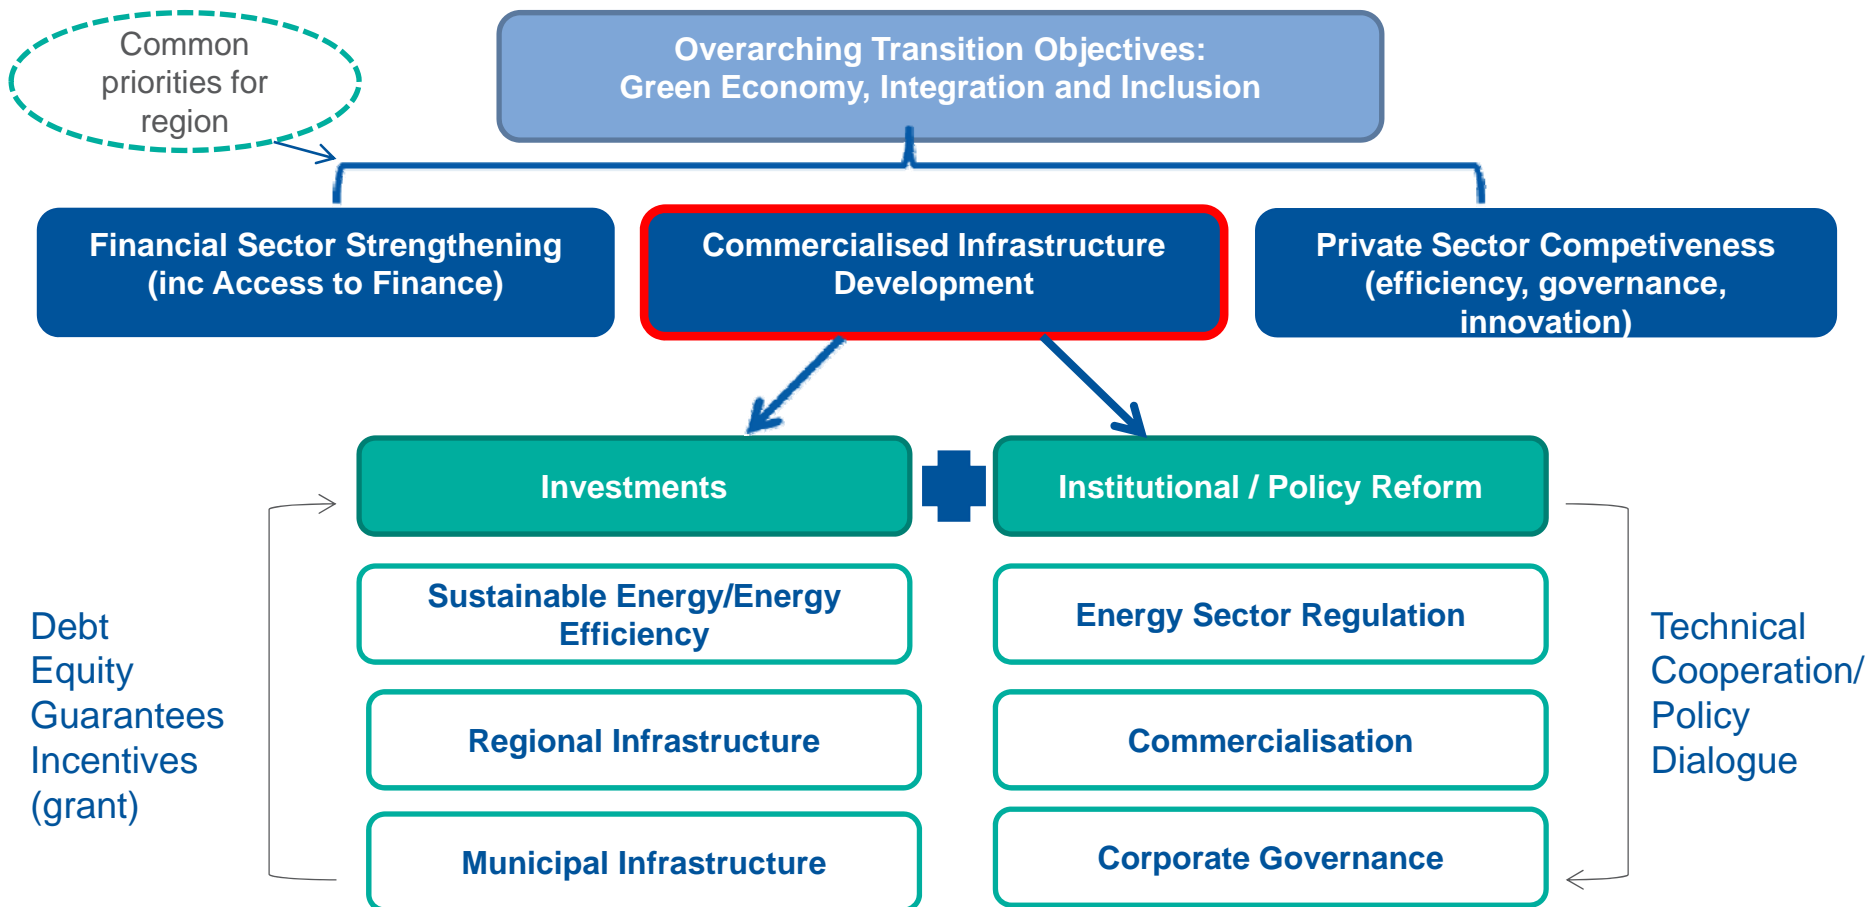 Common
priorities for
region
Overarching Transition Objectives:
Green Economy, Integration and Inclusion
Financial Sector Strengthening
(inc Access to Finance)
Commercialised Infrastructure
Development
Private Sector Competiveness
(efficiency, governance,
innovation)
Investments
Institutional / Policy Reform
Sustainable Energy/Energy
Efficiency
Energy Sector Regulation
Regional Infrastructure
Commercialisation
Municipal Infrastructure
Corporate Governance
Debt
Equity
Guarantees
Incentives
(grant)
Technical
Cooperation/
Policy
Dialogue